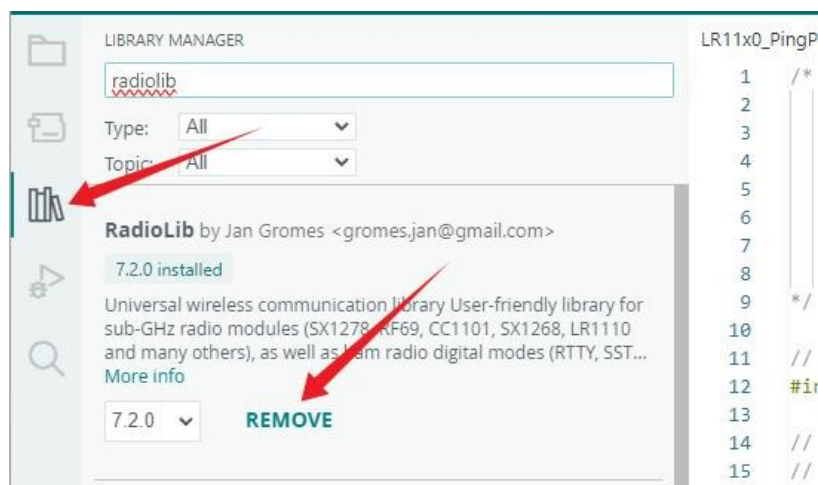 LIBRARY MANAGER
radiolib
Type: All
Topic: All
RadioLib by Jan Gromes <gromes.jan@gmail.com>
7.2.0 installed
Universal wireless communication library User-friendly library for
sub-GHz radio modules (SX1278, RF69, CC1101, SX1268, LR1110
and many others), as well as ham radio digital modes (RTTY, SST...
More info
7.2.0 REMOVE
LR11x0_PingP
1 /*
2
3
4
5
6
7
8
9 */
10
11 //
12 #in
13
14 //
15 //